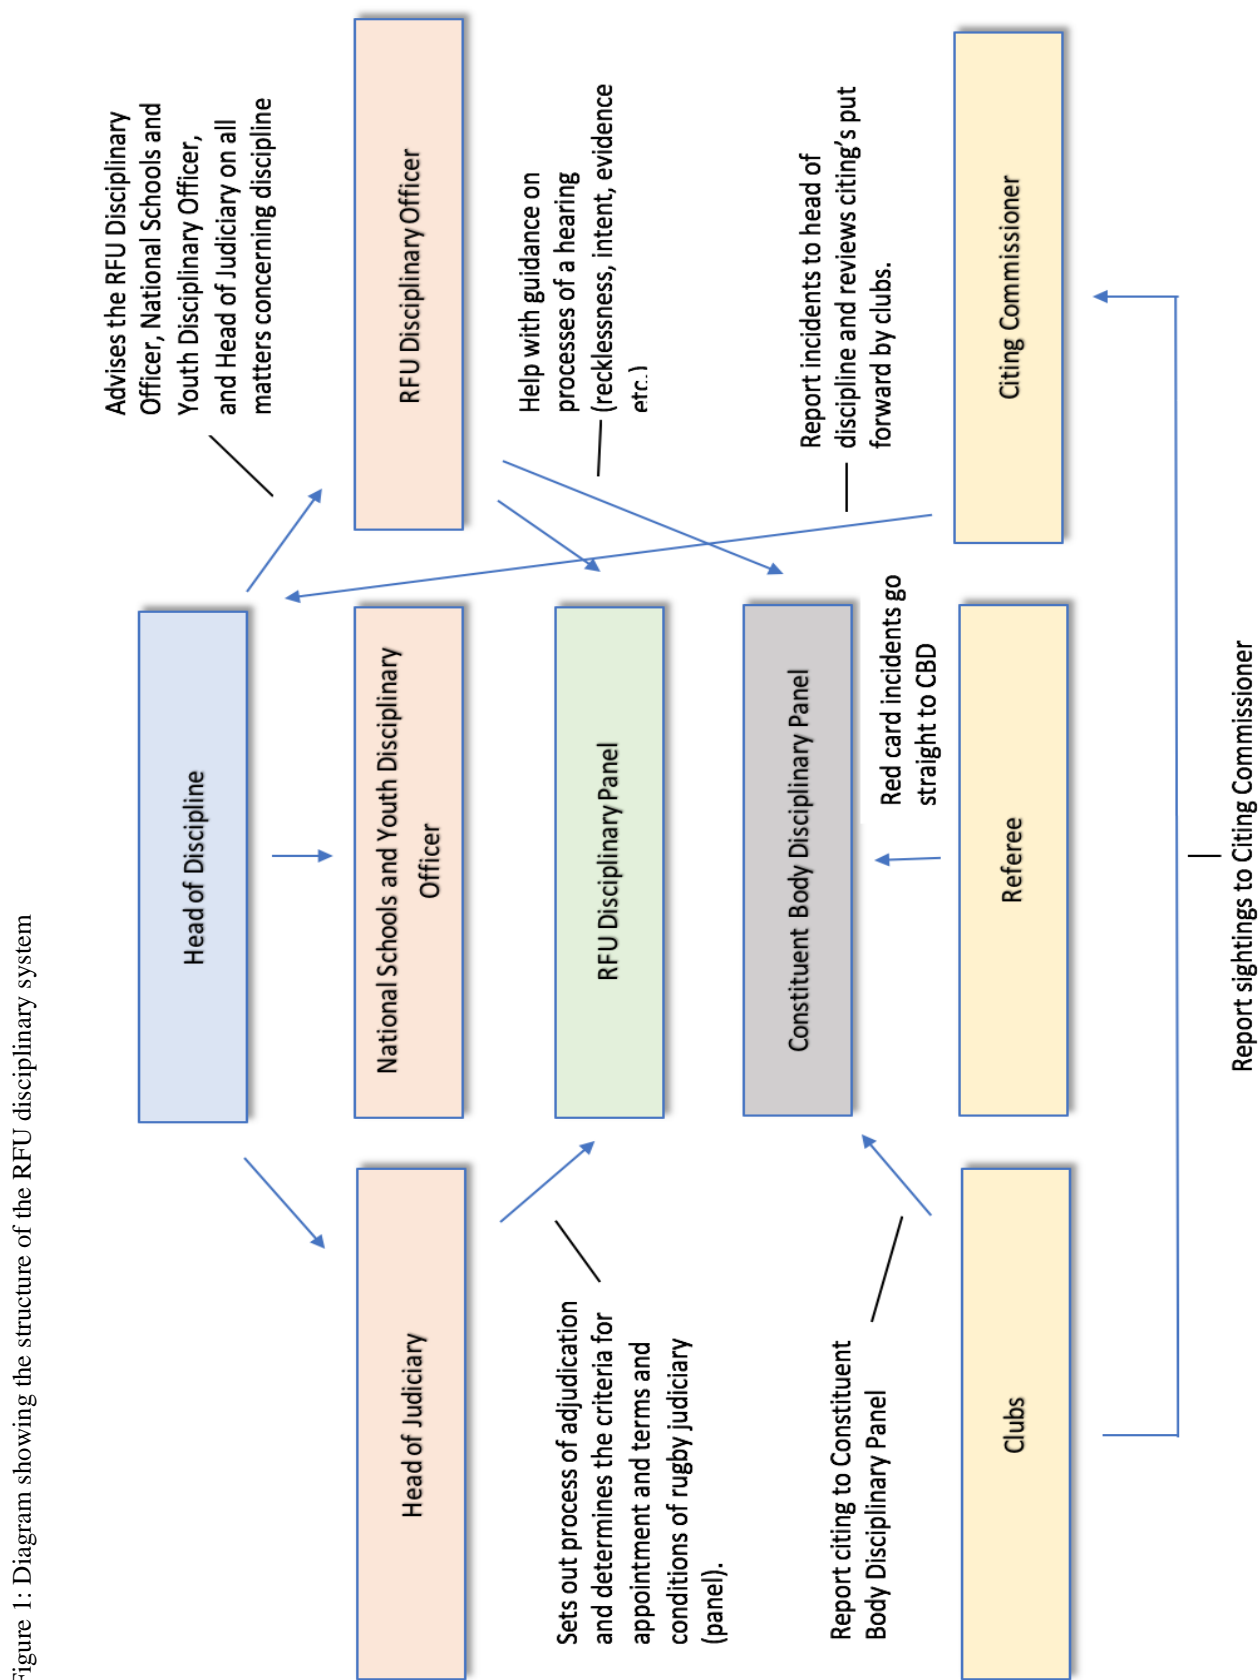 Figure 1: Diagram showing the structure of the RFU disciplinary system
Head of Discipline
Advises the RFU Disciplinary
Officer, National Schools and
Youth Disciplinary Officer,
and Head of Judiciary on all
matters concerning discipline
Head of Judiciary
National Schools and Youth Disciplinary
Officer
RFU Disciplinary Officer
Sets out process of adjudication
and determines the criteria for
appointment and terms and
conditions of rugby judiciary
(panel).
RFU Disciplinary Panel
Help with guidance on
processes of a hearing
(recklessness, intent, evidence
etc.)
Constituent Body Disciplinary Panel
Report citing to Constituent
Body Disciplinary Panel
Red card incidents go
straight to CBD
Report incidents to head of
discipline and reviews citing's put
forward by clubs.
Clubs
Referee
Citing Commissioner
Report sightings to Citing Commissioner